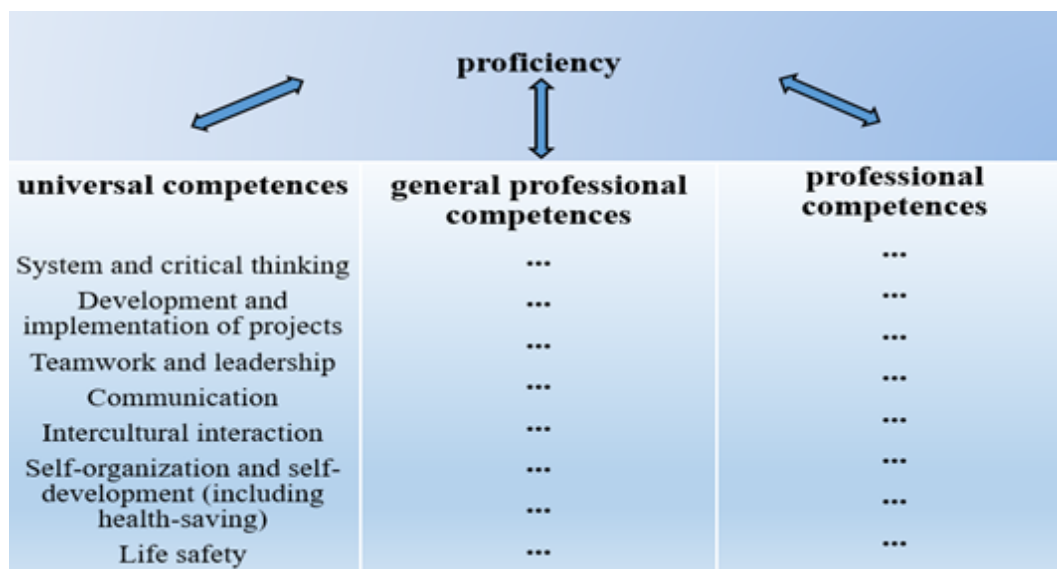 proficiency
universal competences
System and critical thinking
Development and
implementation of projects
Teamwork and leadership
Communication
Intercultural interaction
Self-organization and self-
development (including
health-saving)
Life safety
general professional
competences
...
...
...
...
...
...
...
...
professional
competences
...
...
...
...
...
...
...
...